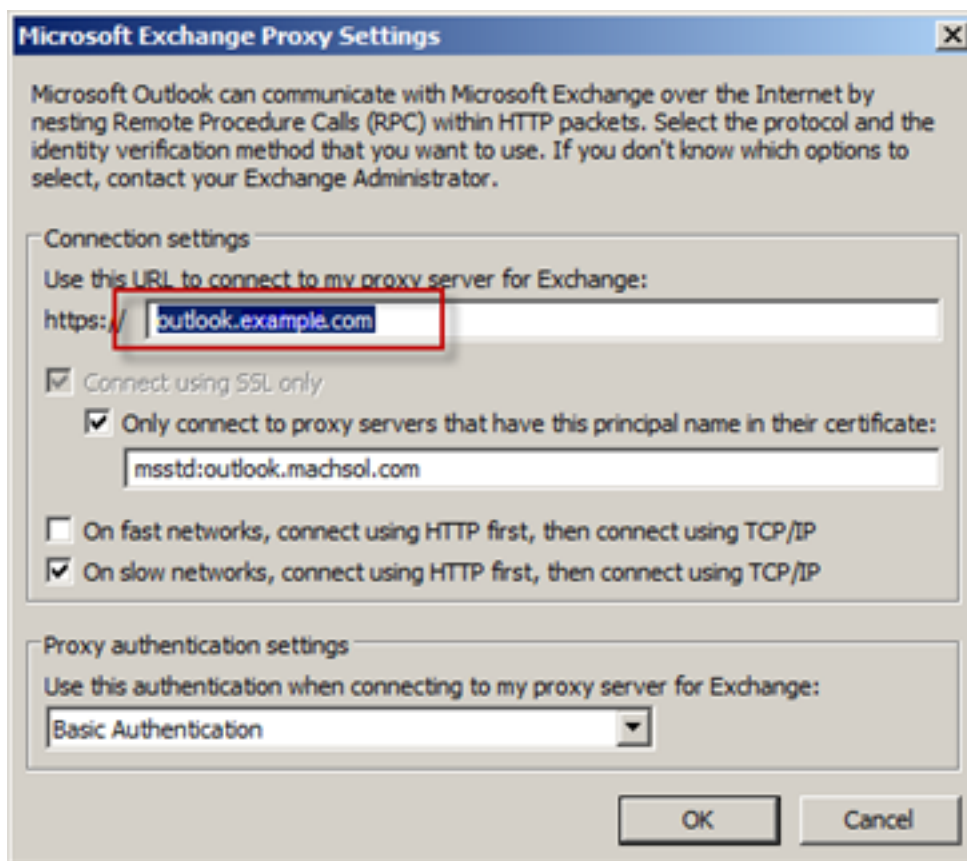 Microsoft Exchange Proxy Settings
Microsoft Outlook can communicate with Microsoft Exchange over the Internet by
nesting Remote Procedure Calls (RPC) within HTTP packets. Select the protocol and the
identity verification method that you want to use. If you don't know which options to
select, contact your Exchange Administrator.
Connection settings
Use this URL to connect to my proxy server for Exchange:
https:// outlook.example.com
Connect using SSL only
Only connect to proxy servers that have this principal name in their certificate:
msstd:outlook.machsol.com
On fast networks, connect using HTTP first, then connect using TCP/IP
On slow networks, connect using HTTP first, then connect using TCP/IP
Proxy authentication settings
Use this authentication when connecting to my proxy server for Exchange:
Basic Authentication
OK Cancel